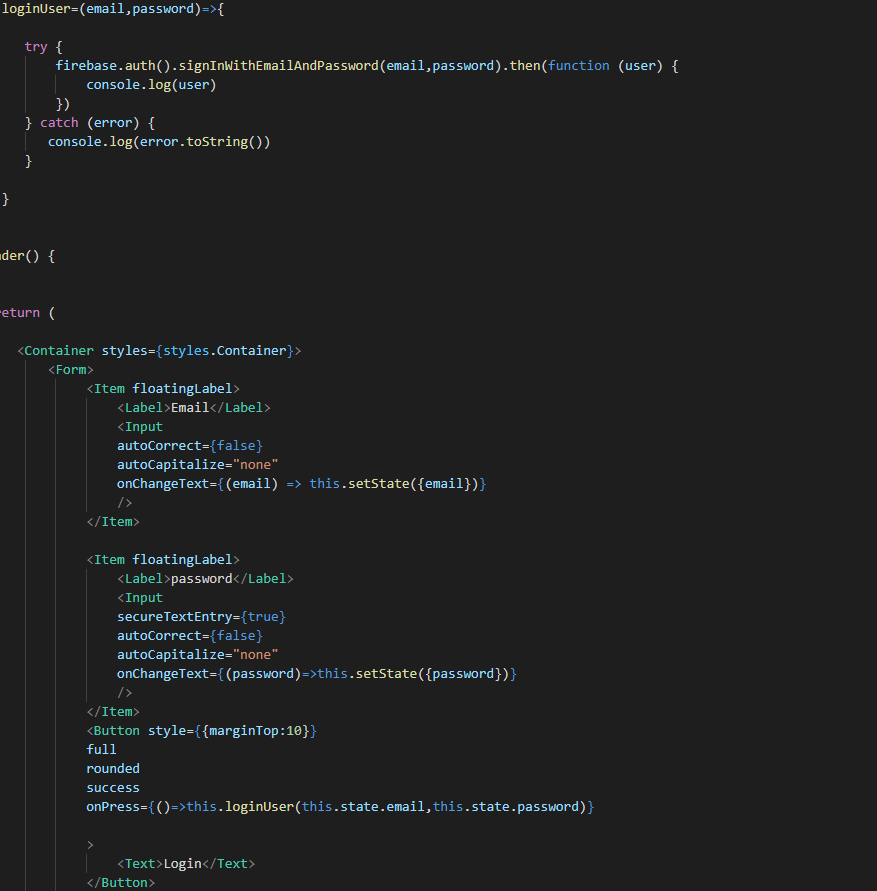 loginUser=(email,password)=>{
try {
firebase.auth().signInWithEmailAndPassword(email,password).then(function (user) {
console.log(user)
})
} catch (error) {
console.log(error.toString())
}
}
nder() {
return (
<Container styles={styles.Container}>
<Form>
<Item floatingLabel>
<Label>Email</Label>
<Input
autoCorrect={false}
autoCapitalize="none"
onChangeText={(email) => this.setState({email})}
/>
</Item>
<Item floatingLabel>
<Label>password</Label>
<Input
secureTextEntry={true}
autoCorrect={false}
autoCapitalize="none"
onChangeText={(password)=>this.setState({password})}
/>
</Item>
<Button style={{marginTop:10}}
full
rounded
success
onPress={()=>this.loginUser(this.state.email,this.state.password)}
>
<Text>Login</Text>
</Button>